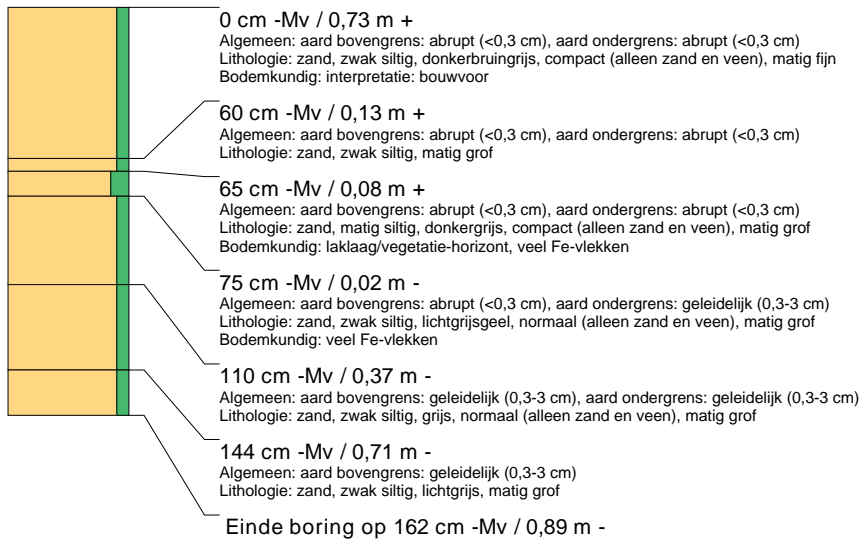 0 cm -Mv / 0,73 m +
Algemeen: aard bovengrens: abrupt (<0,3 cm), aard ondergrens: abrupt (<0,3 cm)
Lithologie: zand, zwak siltig, donkerbruingrijs, compact (alleen zand en veen), matig fijn
Bodemkundig: interpretatie: bouwvoor
60 cm -Mv / 0,13 m +
Algemeen: aard bovengrens: abrupt (<0,3 cm), aard ondergrens: abrupt (<0,3 cm)
Lithologie: zand, zwak siltig, matig grof
65 cm -Mv / 0,08 m +
Algemeen: aard bovengrens: abrupt (<0,3 cm), aard ondergrens: abrupt (<0,3 cm)
Lithologie: zand, matig siltig, donkergrijs, compact (alleen zand en veen), matig grof
Bodemkundig: laklaag/vegetatie-horizont, veel Fe-vlekken
75 cm -Mv / 0,02 m -
Algemeen: aard bovengrens: abrupt (<0,3 cm), aard ondergrens: geleidelijk (0,3-3 cm)
Lithologie: zand, zwak siltig, lichtgrijsgeel, normaal (alleen zand en veen), matig grof
Bodemkundig: veel Fe-vlekken
110 cm -Mv / 0,37 m -
Algemeen: aard bovengrens: geleidelijk (0,3-3 cm), aard ondergrens: geleidelijk (0,3-3 cm)
Lithologie: zand, zwak siltig, grijs, normaal (alleen zand en veen), matig grof
144 cm -Mv / 0,71 m -
Algemeen: aard bovengrens: geleidelijk (0,3-3 cm)
Lithologie: zand, zwak siltig, lichtgrijs, matig grof
Einde boring op 162 cm -Mv / 0,89 m -